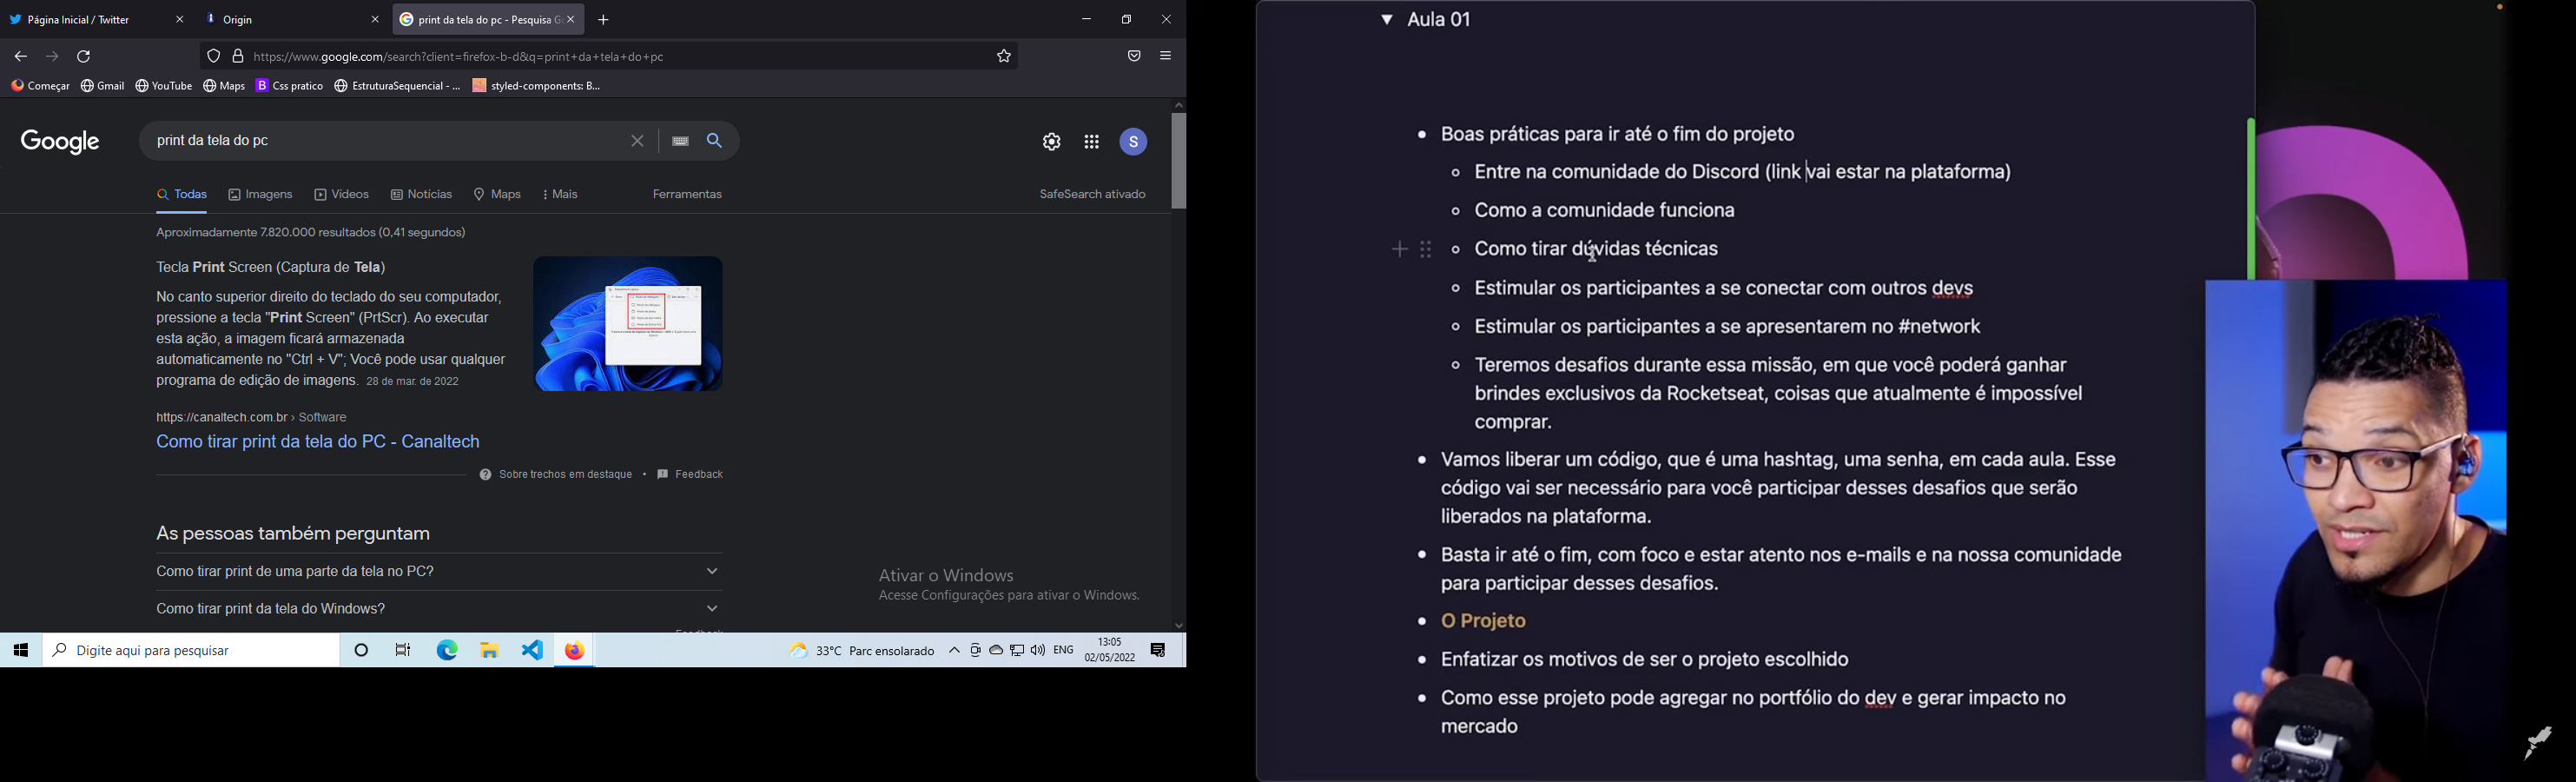 Página Inicial / Twitter
Origin
print da tela do pc - Pesquisa G
https://www.google.com/search?client=firefox-b-d&q=print+da+tela+do+pc
Começar
Gmail
YouTube
Maps
Css pratico
EstruturaSequencial - ...
styled-components: B...
Google
print da tela do pc
S
Todas
Imagens
Vídeos
Notícias
Maps
Mais
Ferramentas
SafeSearch ativado
Aproximadamente 7.820.000 resultados (0,41 segundos)
Tecla Print Screen (Captura de Tela)
No canto superior direito do teclado do seu computador,
pressione a tecla "Print Screen" (PrtScr). Ao executar
esta ação, a imagem ficará armazenada
automaticamente no "Ctrl + V"; Você pode usar qualquer
programa de edição de imagens. 28 de mar. de 2022
https://canaltech.com.br › Software
Como tirar print da tela do PC - Canaltech
Sobre trechos em destaque • Feedback
As pessoas também perguntam
Como tirar print de uma parte da tela no PC?
Como tirar print da tela do Windows?
Feedback
Ativar o Windows
Acesse Configurações para ativar o Windows.
Digite aqui para pesquisar
33°C Parc ensolarado
ENG
13:05
02/05/2022
Aula 01
Boas práticas para ir até o fim do projeto
Entre na comunidade do Discord (link vai estar na plataforma)
Como a comunidade funciona
Como tirar dúvidas técnicas
Estimular os participantes a se conectar com outros devs
Estimular os participantes a se apresentarem no #network
Teremos desafios durante essa missão, em que você poderá ganhar
brindes exclusivos da Rocketseat, coisas que atualmente é impossível
comprar.
Vamos liberar um código, que é uma hashtag, uma senha, em cada aula. Esse
código vai ser necessário para você participar desses desafios que serão
liberados na plataforma.
Basta ir até o fim, com foco e estar atento nos e-mails e na nossa comunidade
para participar desses desafios.
O Projeto
Enfatizar os motivos de ser o projeto escolhido
Como esse projeto pode agregar no portfólio do dev e gerar impacto no
mercado